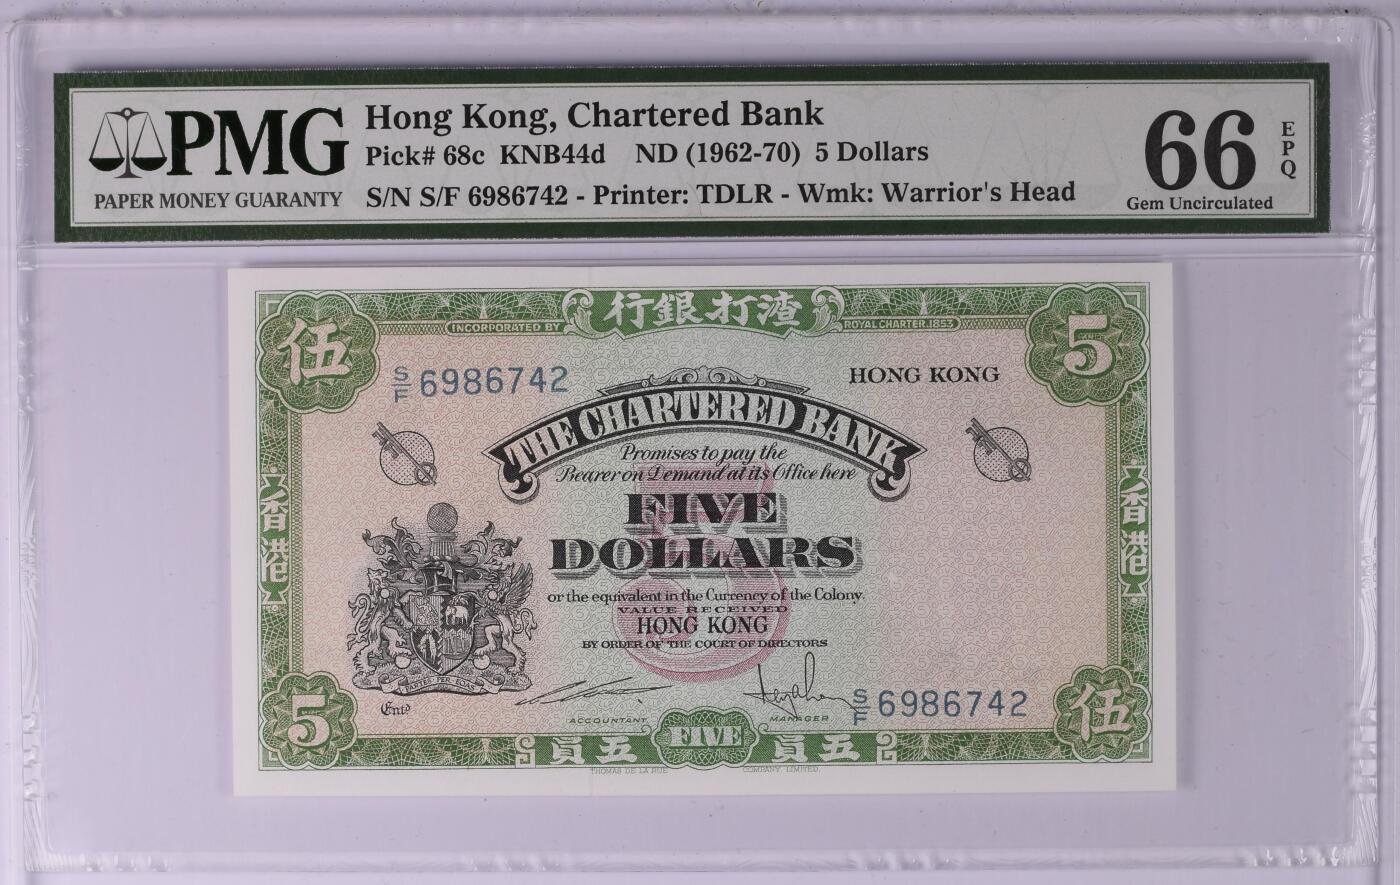 PMG
PAPER MONEY GUARANTY
Hong Kong, Chartered Bank
Pick# 68c KNB44d ND (1962-70) 5 Dollars
S/N S/F 6986742 - Printer: TDLR - Wmk: Warrior's Head
66
EPQ
Gem Uncirculated
行銀打渣
INCORPORATED BY ROYAL CHARTER 1853
伍
5
S/F 6986742
HONG KONG
THE CHARTERED BANK
Promises to pay the
Bearer on Demand at its Office here
FIVE
DOLLARS
or the equivalent in the Currency of the Colony.
VALUE RECEIVED
HONG KONG
BY ORDER OF THE COURT OF DIRECTORS
香港
香港
Entd
ACCOUNTANT
MANAGER
S/F 6986742
5
伍
員五
FIVE
員五
THOMAS DE LA RUE COMPANY, LIMITED.